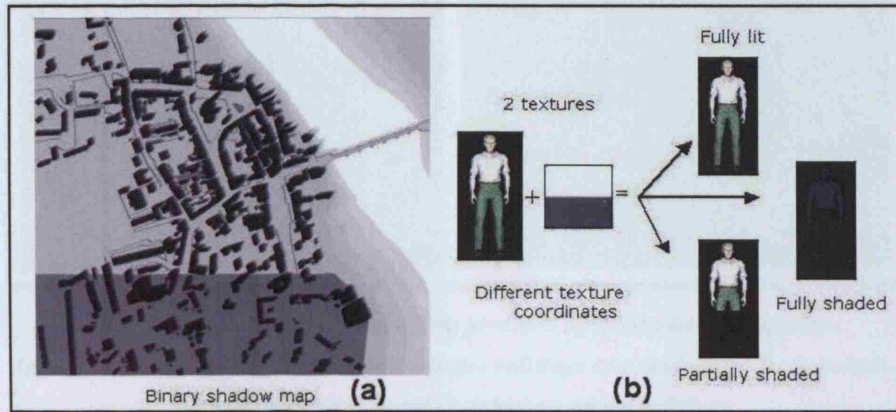 Binary shadow map
(a)
2 textures
+
=
Different texture
coordinates
Fully lit
Fully shaded
Partially shaded
(b)